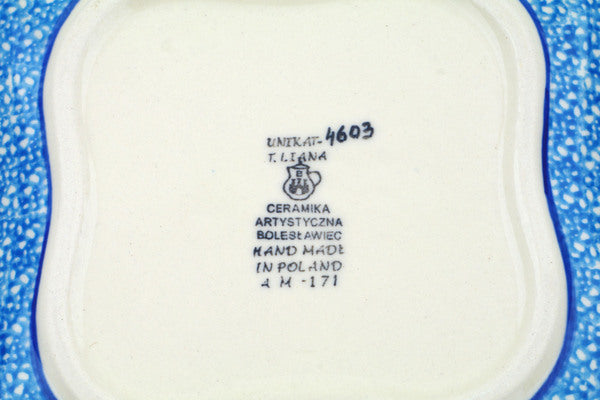 UNIKAT-4603
T. LIANA
CERAMIKA
ARTYSTYCZNA
BOLESŁAWIEC
HAND MADE
IN POLAND
A M -171